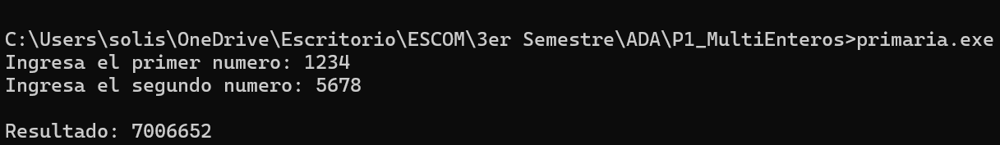 C:\Users\solis\OneDrive\Escritorio\ESCOM\3er Semestre\ADA\P1_MultiEnteros>primaria.exe
Ingresa el primer numero: 1234
Ingresa el segundo numero: 5678
Resultado: 7006652